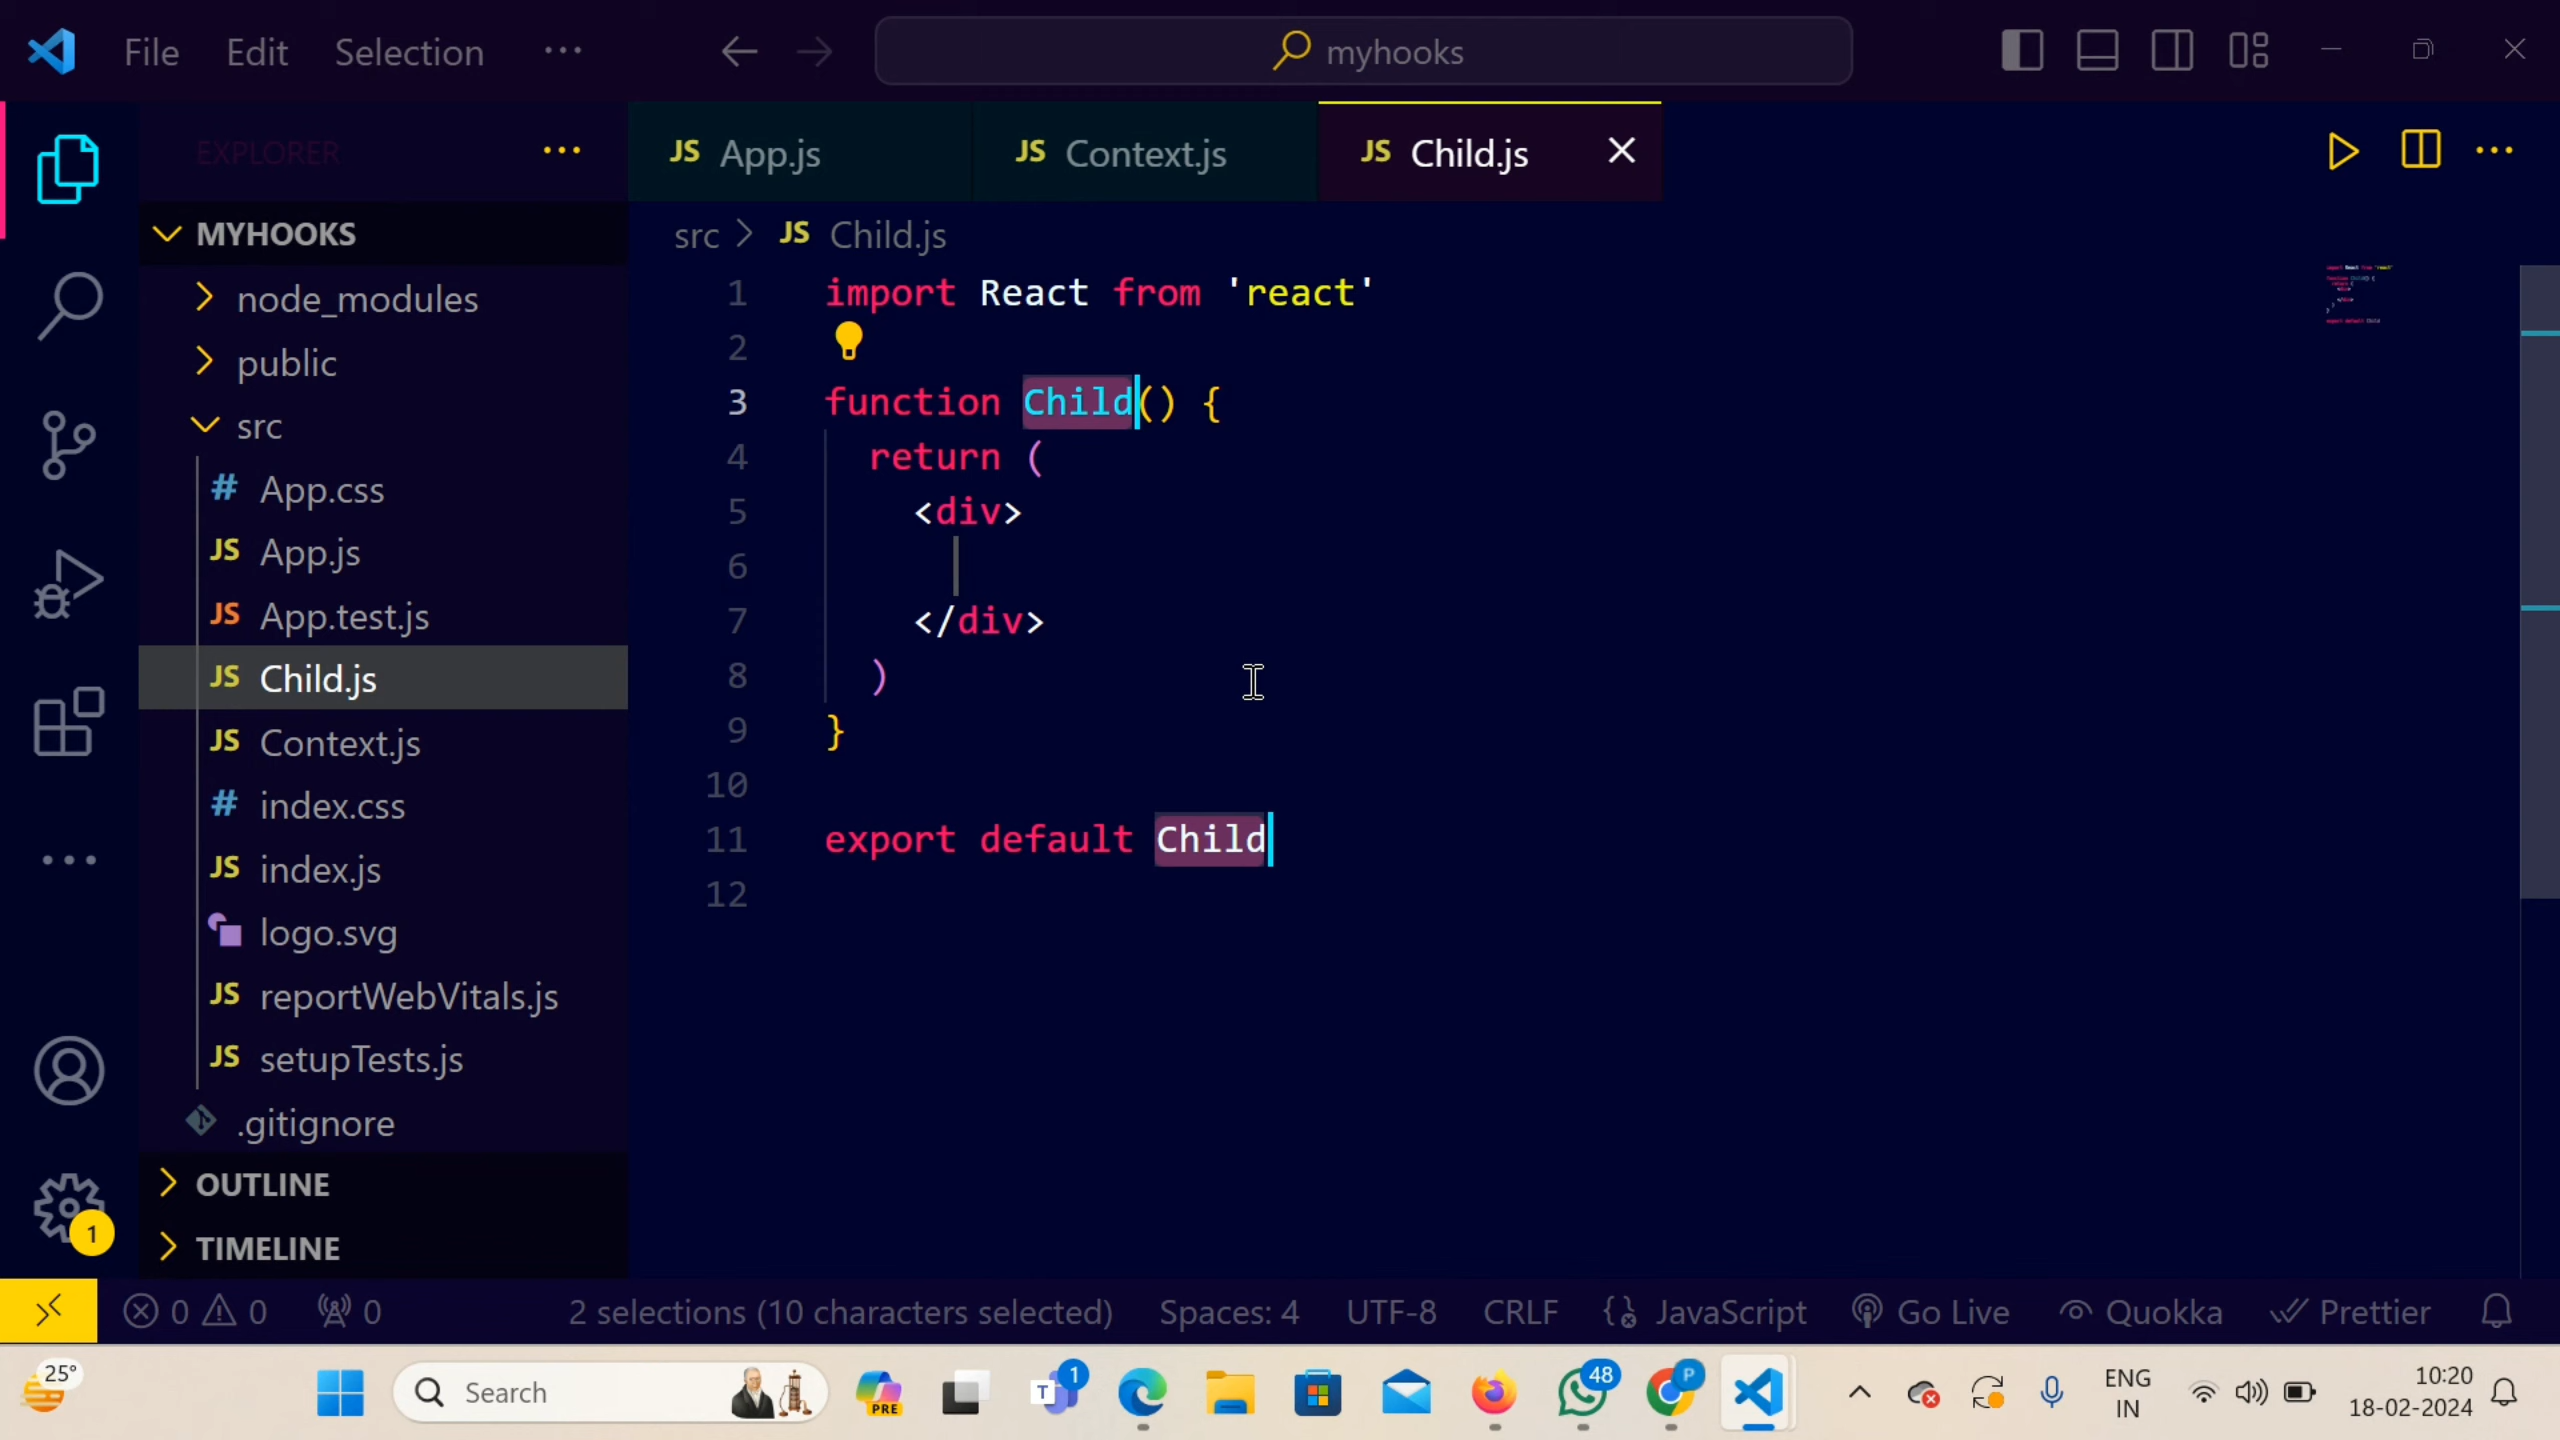 File Edit Selection ··· myhooks
EXPLORER ···
MYHOOKS
node_modules
public
src
# App.css
JS App.js
JS App.test.js
JS Child.js
JS Context.js
# index.css
JS index.js
logo.svg
JS reportWebVitals.js
JS setupTests.js
.gitignore
OUTLINE
TIMELINE
1
JS App.js JS Context.js JS Child.js
src > JS Child.js
1 import React from 'react'
2
3 function Child() {
4 return (
5 <div>
6
7 </div>
8 )
9 }
10
11 export default Child
12
0 0 0 2 selections (10 characters selected) Spaces: 4 UTF-8 CRLF JavaScript Go Live Quokka Prettier
25° Search PRE T 1 48 P ENG 10:20
IN 18-02-2024